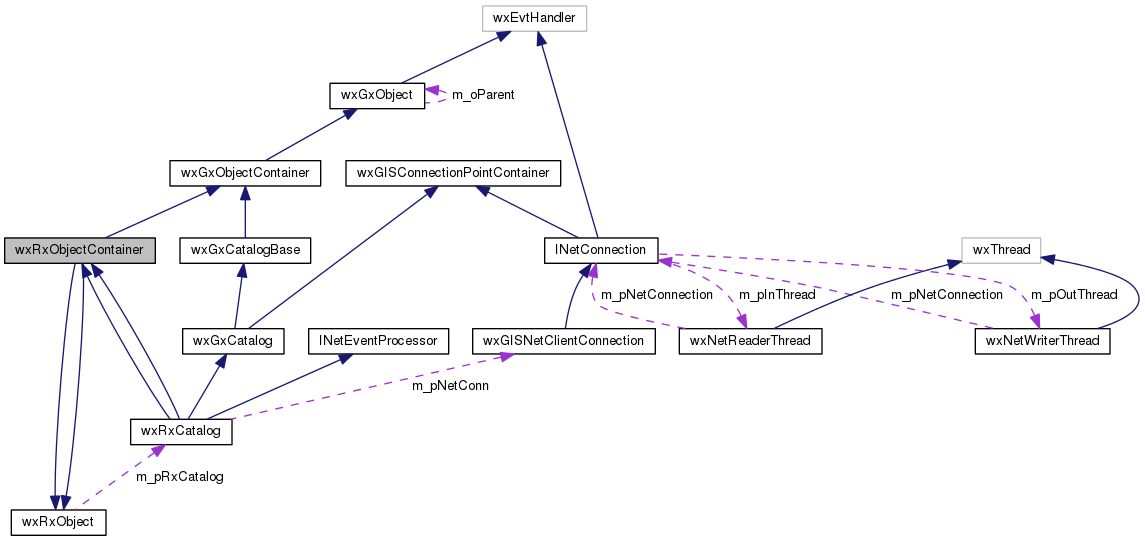 wxEvtHandler
wxGxObject
m_oParent
wxGxObjectContainer
wxGISConnectionPointContainer
wxRxObjectContainer
wxGxCatalogBase
INetConnection
wxThread
m_pNetConnection
m_pInThread
m_pNetConnection
m_pOutThread
wxGxCatalog
INetEventProcessor
wxGISNetClientConnection
wxNetReaderThread
wxNetWriterThread
m_pNetConn
wxRxCatalog
m_pRxCatalog
wxRxObject